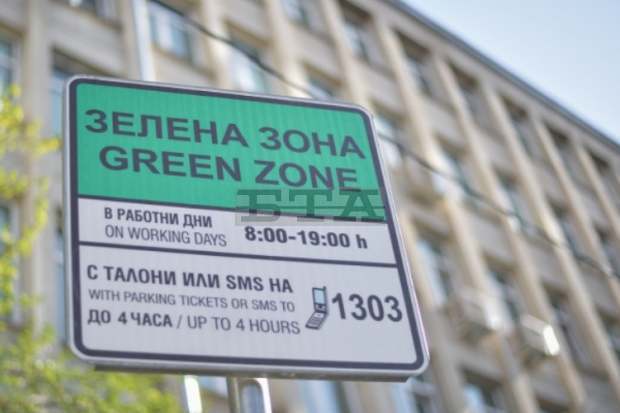 ЗЕЛЕНА ЗОНА
GREEN ZONE
БТА
В РАБОТНИ ДНИ
ON WORKING DAYS
8:00-19:00 h
С ТАЛОНИ ИЛИ SMS НА
WITH PARKING TICKETS OR SMS TO
1303
ДО 4 ЧАСА / UP TO 4 HOURS